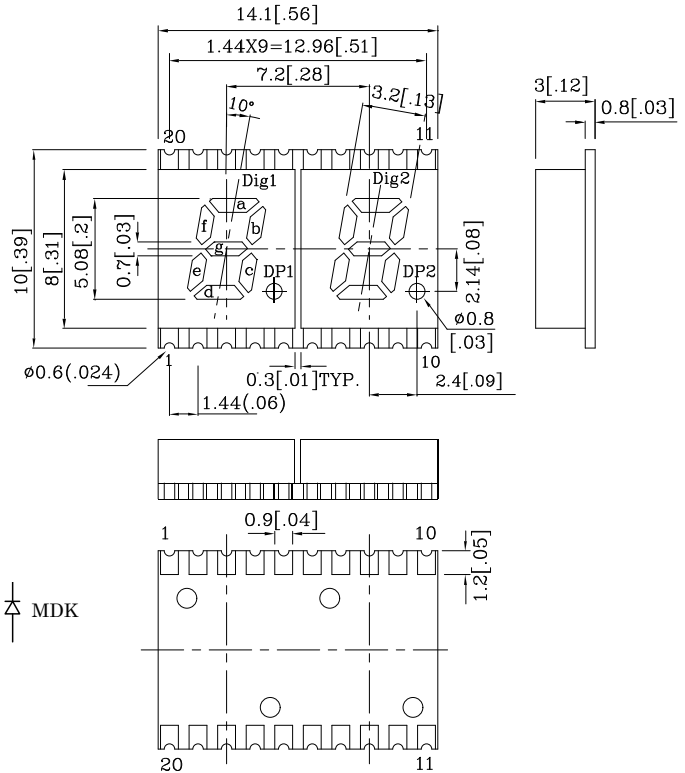 14.1[.56]
1.44X9=12.96[.51]
7.2[.28]
10°
3.2[.13]
3[.12]
0.8[.03]
20
11
Dig1
Dig2
a
b
f
g
e
c
d
DP1
DP2
10[.39]
8[.31]
5.08[.2]
0.7[.03]
2.14[.08]
ø0.8
[.03]
1
10
ø0.6(.024)
0.3[.01]TYP.
2.4[.09]
1.44(.06)
1
0.9[.04]
10
1.2[.05]
MDK
20
11